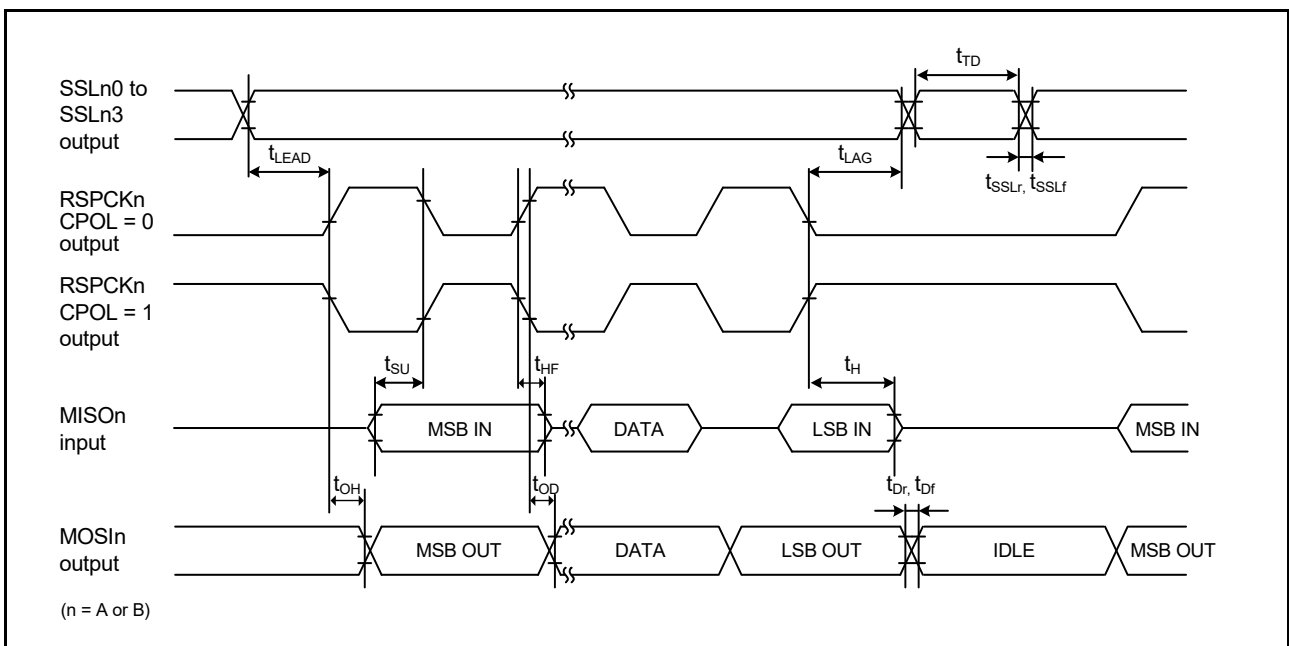 tTD
SSLn0 to
SSLn3
output
tLEAD
tLAG
tSSLr, tSSLf
RSPCKn
CPOL = 0
output
RSPCKn
CPOL = 1
output
tSU
tHF
tH
MISOn
input
MSB IN
DATA
LSB IN
MSB IN
tOH
tOD
tDr, tDf
MOSIn
output
MSB OUT
DATA
LSB OUT
IDLE
MSB OUT
(n = A or B)